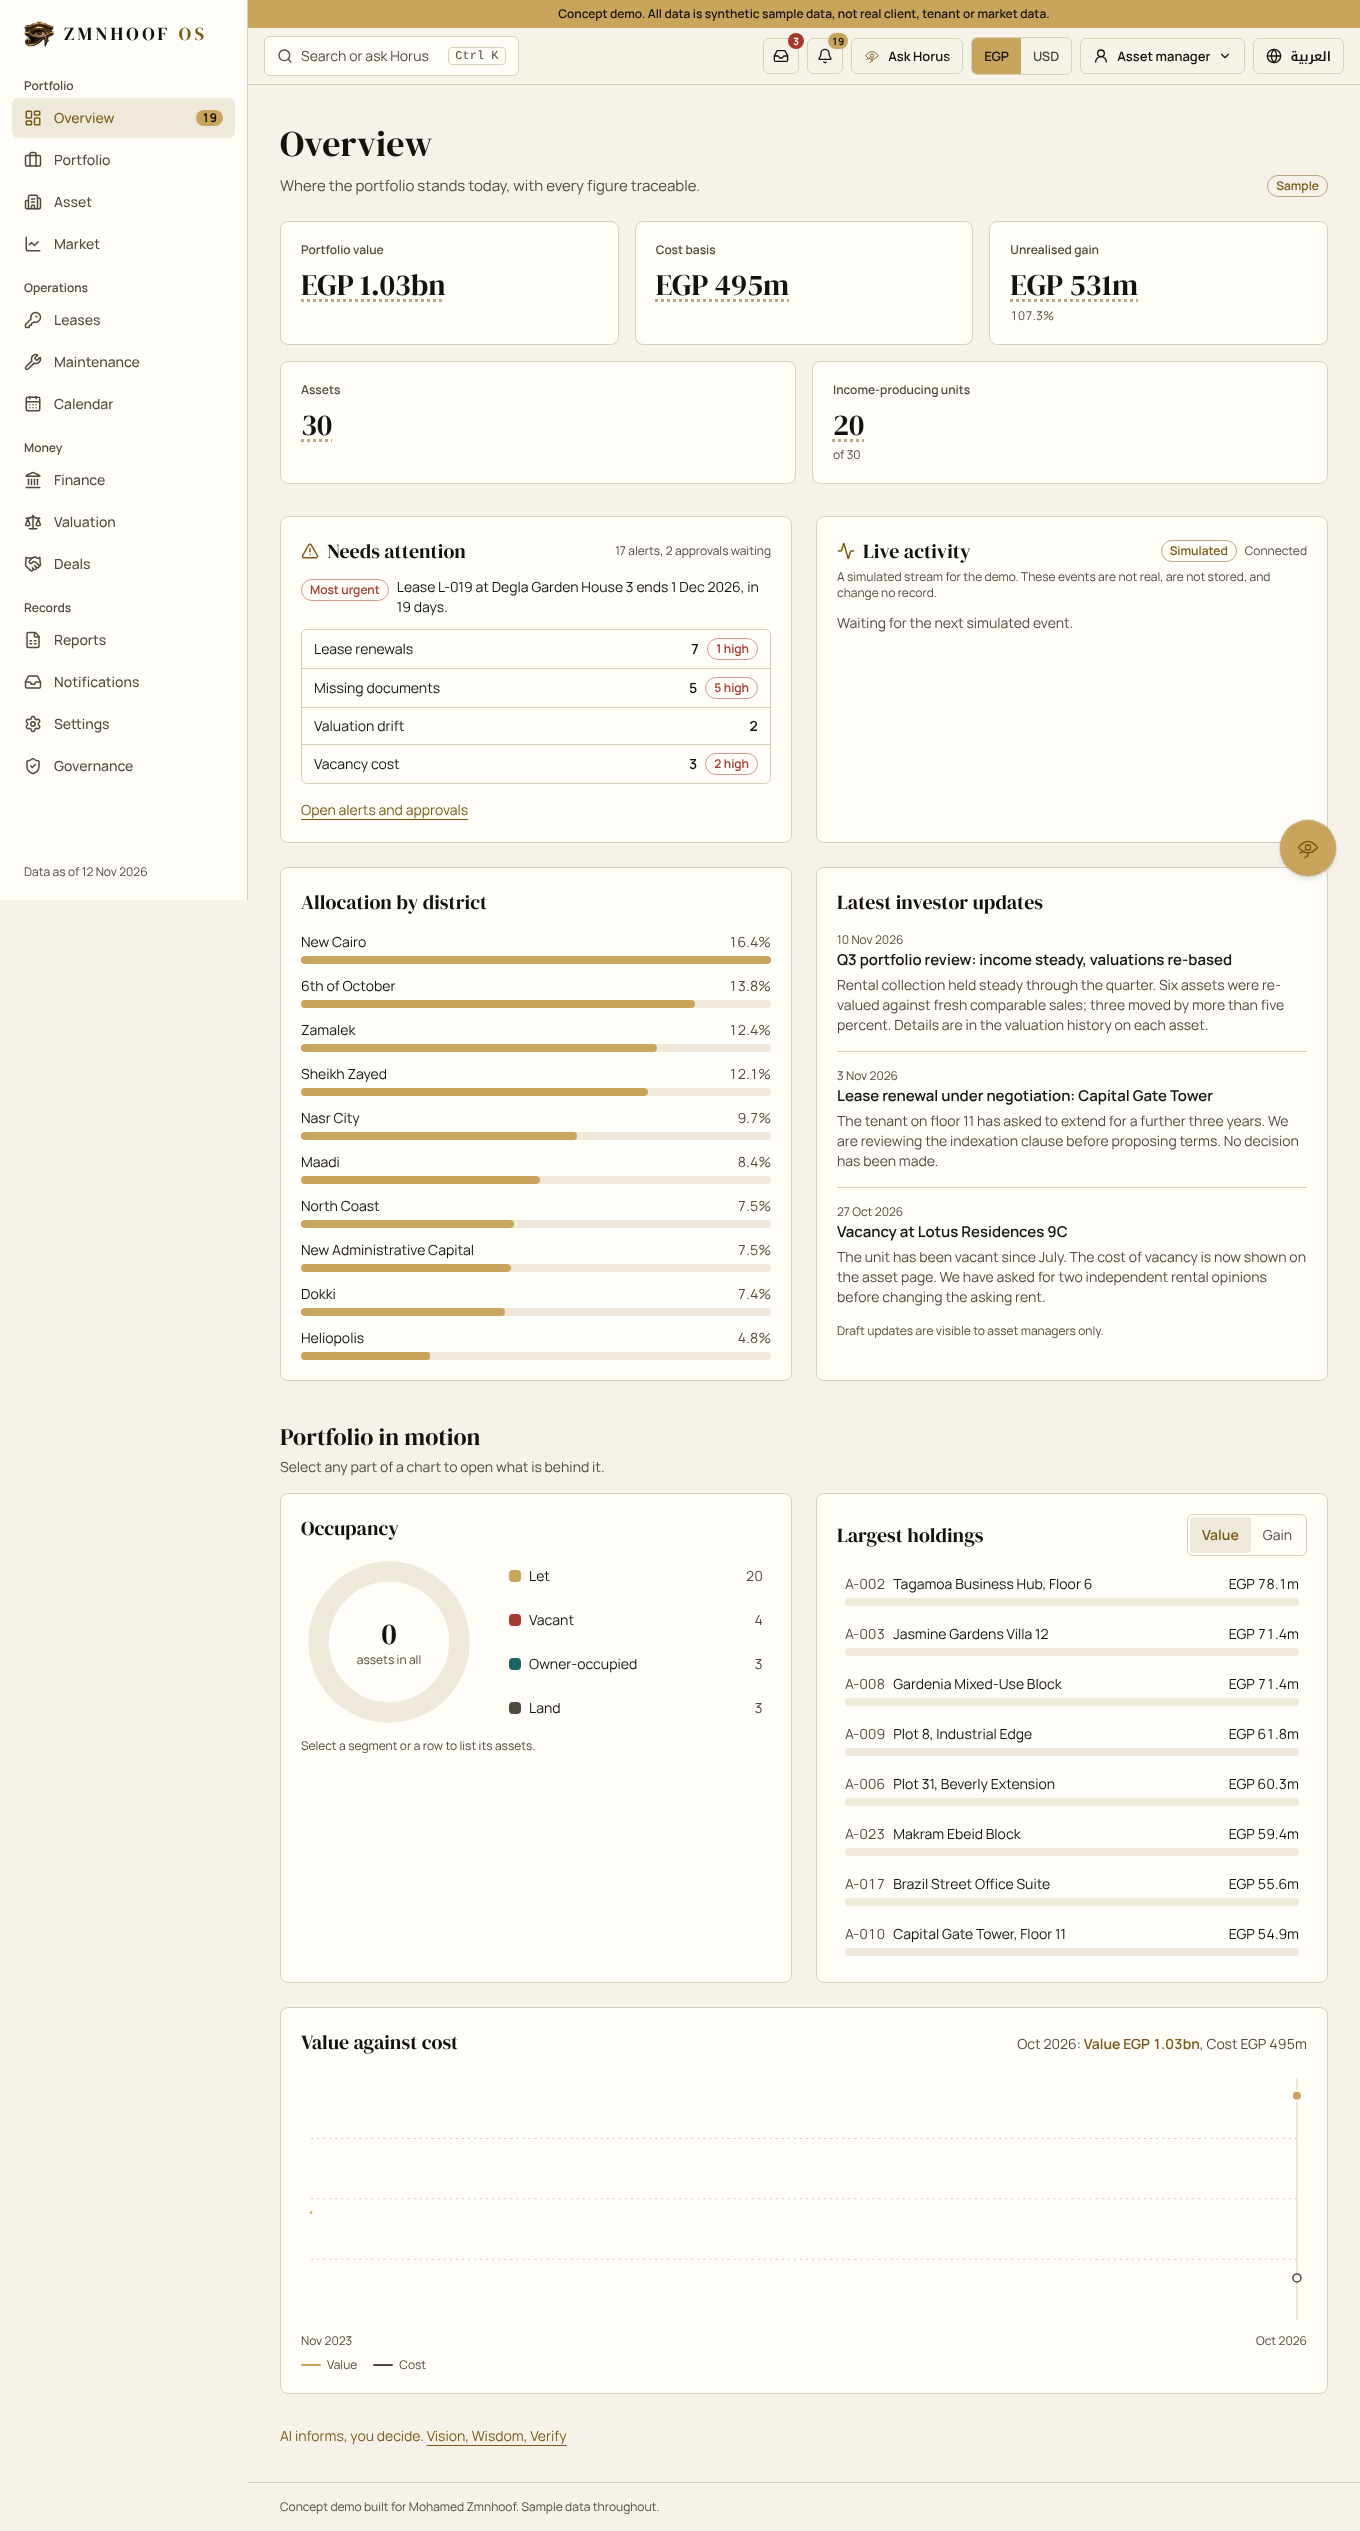 Concept demo. All data is synthetic sample data, not real client, tenant or market data.
ZMNHOOF OS
Search or ask Horus
Ctrl K
3
19
Ask Horus
EGP
USD
Asset manager
العربية
Portfolio
Overview
19
Portfolio
Asset
Market
Operations
Leases
Maintenance
Calendar
Money
Finance
Valuation
Deals
Records
Reports
Notifications
Settings
Governance
Data as of 12 Nov 2026
Overview
Where the portfolio stands today, with every figure traceable.
Sample
Portfolio value
EGP 1.03bn
Cost basis
EGP 495m
Unrealised gain
EGP 531m
107.3%
Assets
30
Income-producing units
20
of 30
Needs attention
17 alerts, 2 approvals waiting
Most urgent
Lease L-019 at Degla Garden House 3 ends 1 Dec 2026, in
19 days.
Lease renewals 7 1 high
Missing documents 5 5 high
Valuation drift 2
Vacancy cost 3 2 high
Open alerts and approvals
Live activity
Simulated
Connected
A simulated stream for the demo. These events are not real, are not stored, and
change no record.
Waiting for the next simulated event.
Allocation by district
New Cairo 16.4%
6th of October 13.8%
Zamalek 12.4%
Sheikh Zayed 12.1%
Nasr City 9.7%
Maadi 8.4%
North Coast 7.5%
New Administrative Capital 7.5%
Dokki 7.4%
Heliopolis 4.8%
Latest investor updates
10 Nov 2026
Q3 portfolio review: income steady, valuations re-based
Rental collection held steady through the quarter. Six assets were re-
valued against fresh comparable sales; three moved by more than five
percent. Details are in the valuation history on each asset.
3 Nov 2026
Lease renewal under negotiation: Capital Gate Tower
The tenant on floor 11 has asked to extend for a further three years. We
are reviewing the indexation clause before proposing terms. No decision
has been made.
27 Oct 2026
Vacancy at Lotus Residences 9C
The unit has been vacant since July. The cost of vacancy is now shown on
the asset page. We have asked for two independent rental opinions
before changing the asking rent.
Draft updates are visible to asset managers only.
Portfolio in motion
Select any part of a chart to open what is behind it.
Occupancy
0
assets in all
Let 20
Vacant 4
Owner-occupied 3
Land 3
Select a segment or a row to list its assets.
Largest holdings
Value
Gain
A-002 Tagamoa Business Hub, Floor 6 EGP 78.1m
A-003 Jasmine Gardens Villa 12 EGP 71.4m
A-008 Gardenia Mixed-Use Block EGP 71.4m
A-009 Plot 8, Industrial Edge EGP 61.8m
A-006 Plot 31, Beverly Extension EGP 60.3m
A-023 Makram Ebeid Block EGP 59.4m
A-017 Brazil Street Office Suite EGP 55.6m
A-010 Capital Gate Tower, Floor 11 EGP 54.9m
Value against cost
Oct 2026: Value EGP 1.03bn, Cost EGP 495m
Nov 2023
Oct 2026
Value
Cost
AI informs, you decide. Vision, Wisdom, Verify
Concept demo built for Mohamed Zmnhoof. Sample data throughout.